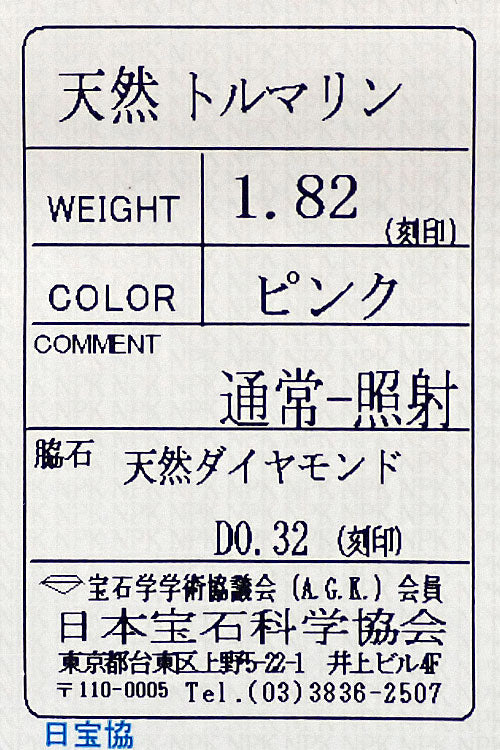 天然 トルマリン
WEIGHT 1.82 (刻印)
COLOR ピンク
COMMENT
通常-照射
脇石 天然ダイヤモンド
D0.32 (刻印)
宝石学学術協議会 (A.G.K.) 会員
日本宝石科学協会
東京都台東区上野5-22-1 井上ビル4F
〒110-0005 Tel.(03)3836-2507
日宝協